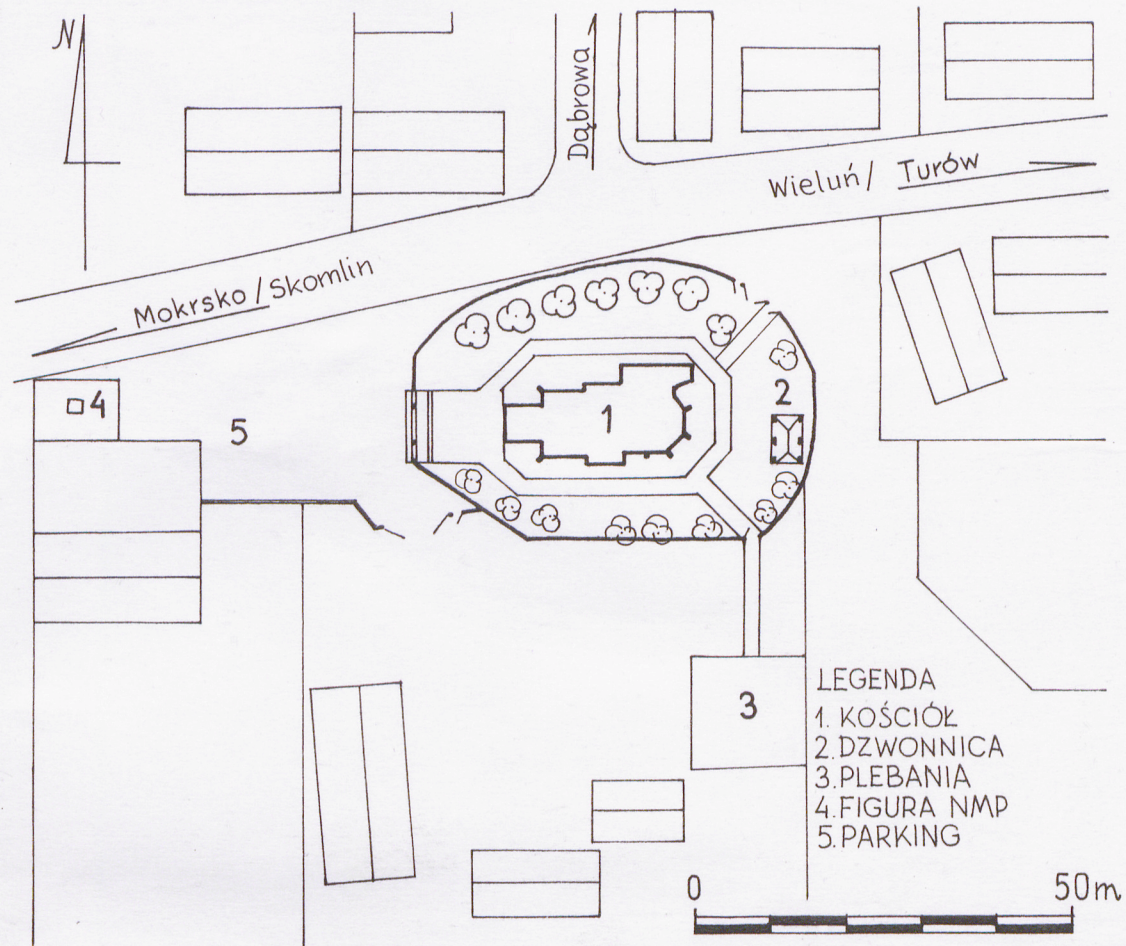 N
Dąbrowa
Wieluń/ Turów
Mokrsko/Skomlin
4
5
1
2
3
LEGENDA
1. KOŚCIÓŁ
2. DZWONNICA
3. PLEBANIA
4. FIGURA NMP
5. PARKING
0 50m